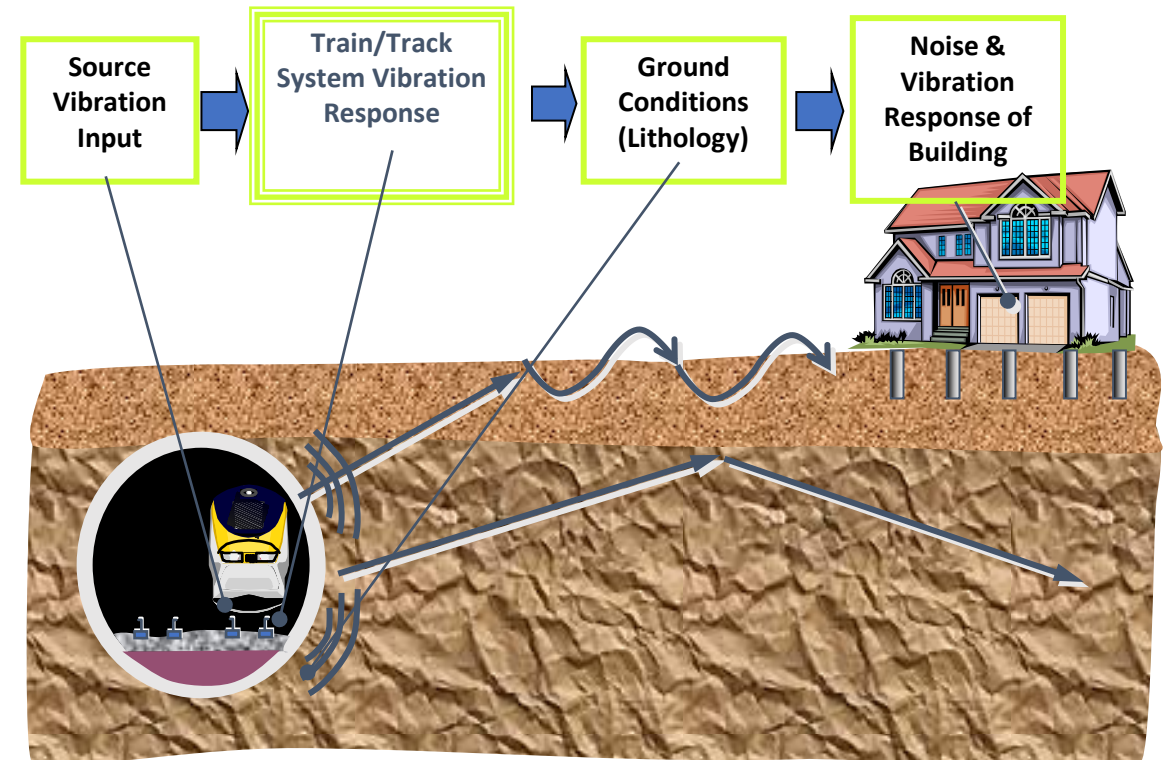 Source
Vibration
Input
Train/Track
System Vibration
Response
Ground
Conditions
(Lithology)
Noise &
Vibration
Response of
Building